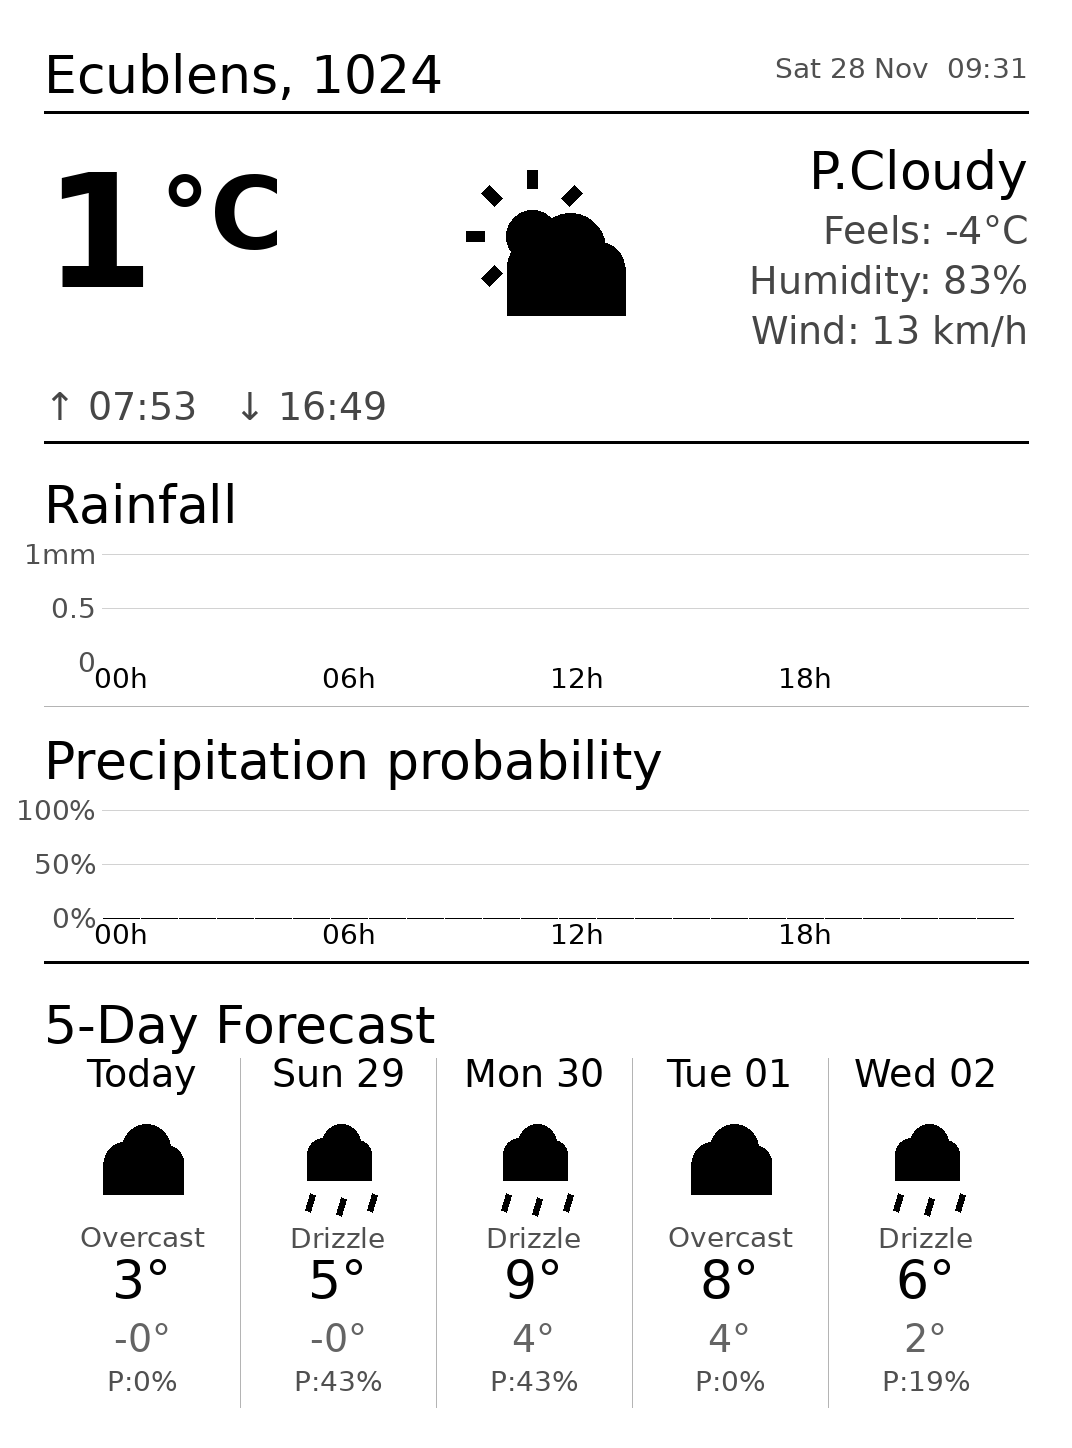 Ecublens, 1024
Sat 28 Nov 09:31
1 °C
P.Cloudy
Feels: -4°C
Humidity: 83%
Wind: 13 km/h
↑ 07:53 ↓ 16:49
Rainfall
1mm
0.5
0
00h 06h 12h 18h
Precipitation probability
100%
50%
0%
00h 06h 12h 18h
5-Day Forecast
Today Sun 29 Mon 30 Tue 01 Wed 02
Overcast Drizzle Drizzle Overcast Drizzle
3° 5° 9° 8° 6°
-0° -0° 4° 4° 2°
P:0% P:43% P:43% P:0% P:19%